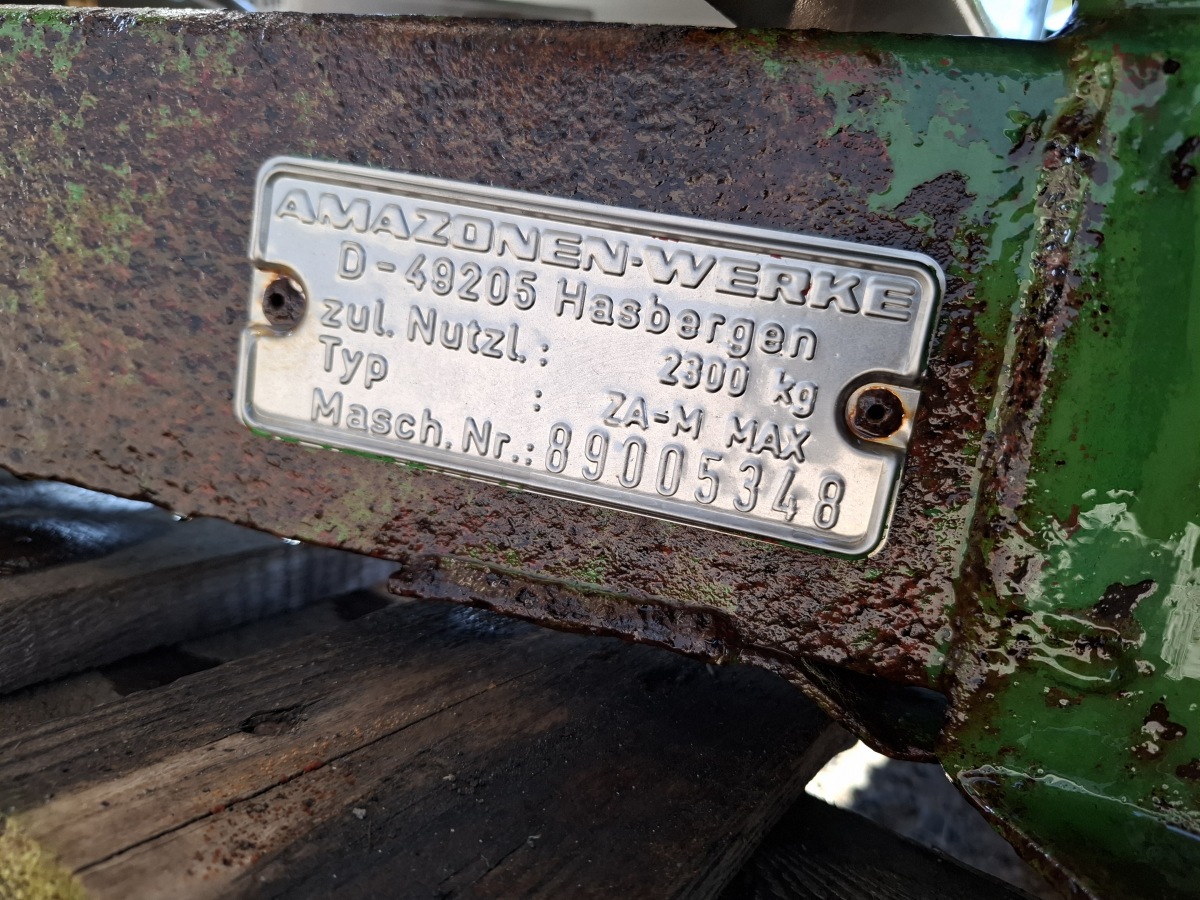 AMAZONEN-WERKE
D-49205 Hasbergen
zul. Nutzl.: 2300 kg
Typ : ZA-M MAX
Masch. Nr.: 89005348